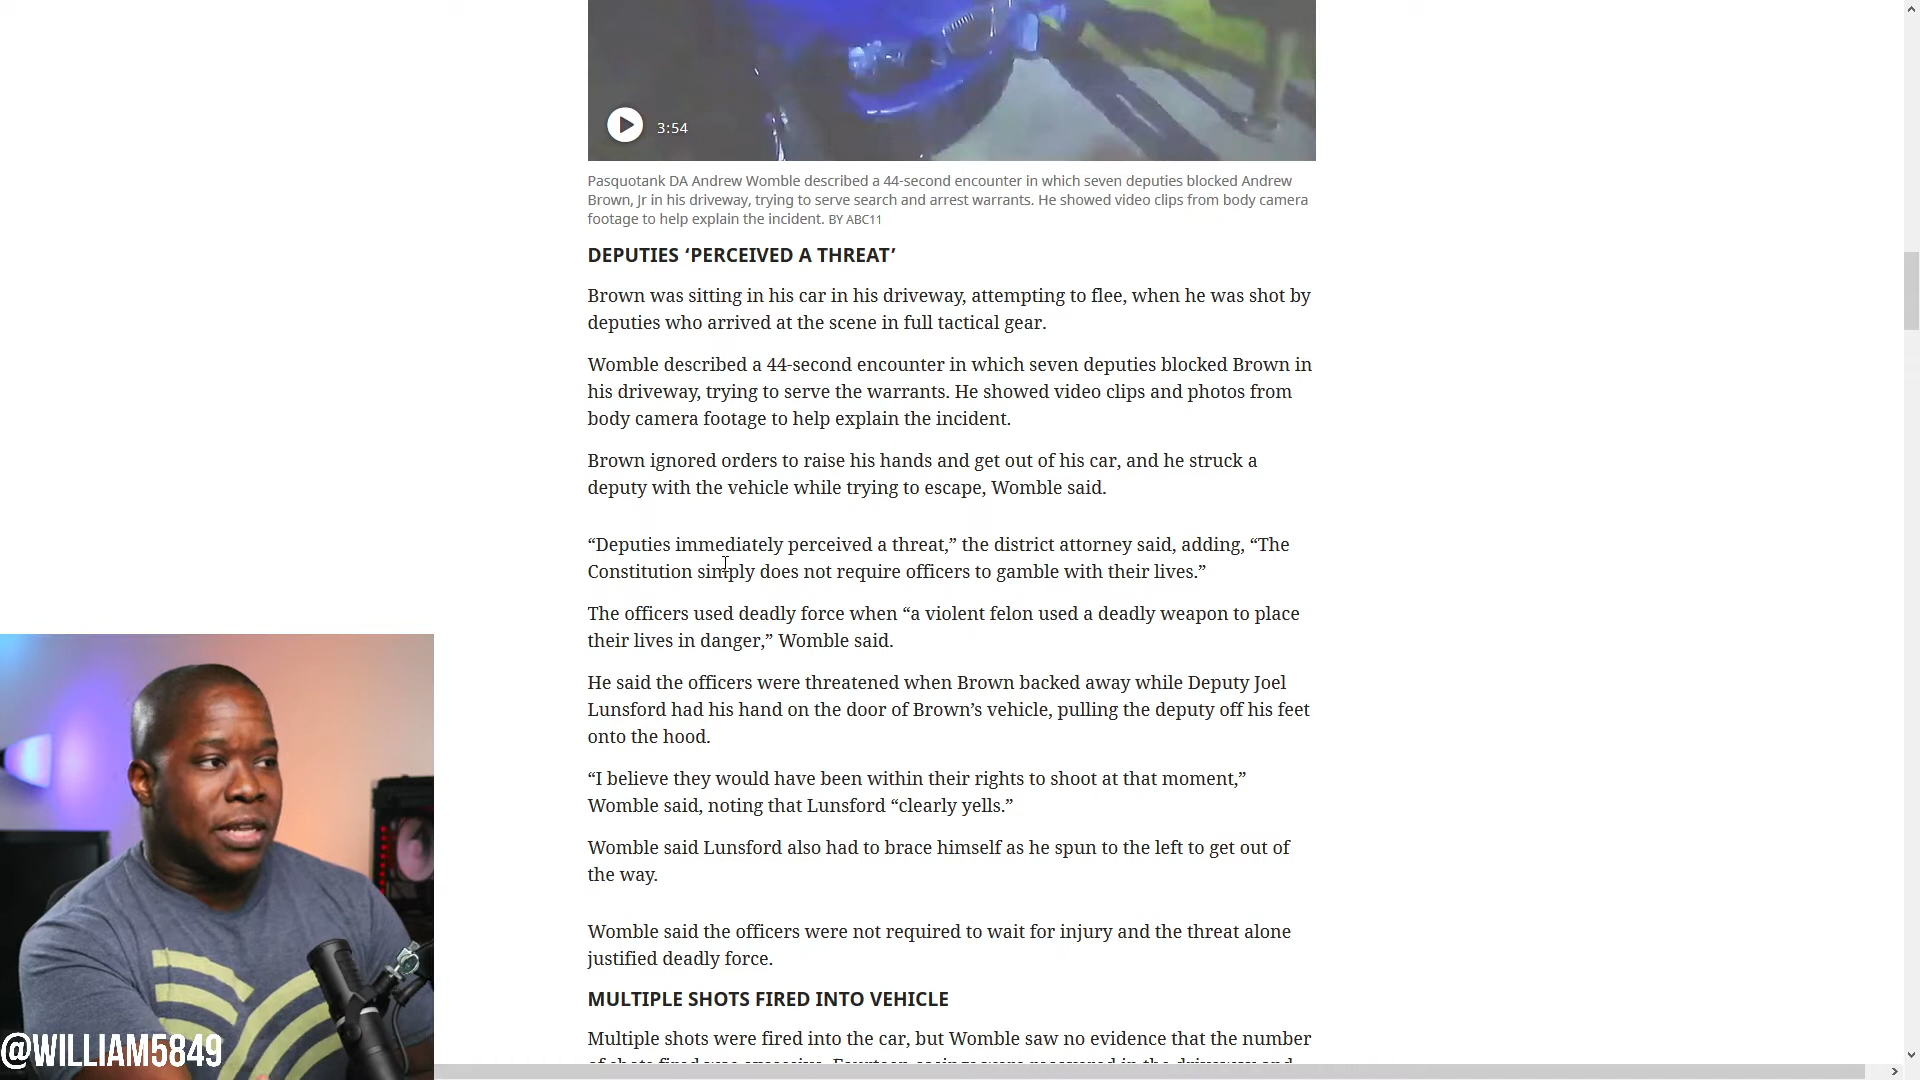 3:54
Pasquotank DA Andrew Womble described a 44-second encounter in which seven deputies blocked Andrew
Brown, Jr in his driveway, trying to serve search and arrest warrants. He showed video clips from body camera
footage to help explain the incident. BY ABC11
DEPUTIES ‘PERCEIVED A THREAT’
Brown was sitting in his car in his driveway, attempting to flee, when he was shot by
deputies who arrived at the scene in full tactical gear.
Womble described a 44-second encounter in which seven deputies blocked Brown in
his driveway, trying to serve the warrants. He showed video clips and photos from
body camera footage to help explain the incident.
Brown ignored orders to raise his hands and get out of his car, and he struck a
deputy with the vehicle while trying to escape, Womble said.
“Deputies immediately perceived a threat,” the district attorney said, adding, “The
Constitution simply does not require officers to gamble with their lives.”
The officers used deadly force when “a violent felon used a deadly weapon to place
their lives in danger,” Womble said.
He said the officers were threatened when Brown backed away while Deputy Joel
Lunsford had his hand on the door of Brown’s vehicle, pulling the deputy off his feet
onto the hood.
“I believe they would have been within their rights to shoot at that moment,”
Womble said, noting that Lunsford “clearly yells.”
Womble said Lunsford also had to brace himself as he spun to the left to get out of
the way.
Womble said the officers were not required to wait for injury and the threat alone
justified deadly force.
MULTIPLE SHOTS FIRED INTO VEHICLE
Multiple shots were fired into the car, but Womble saw no evidence that the number
@WILLIAM5849